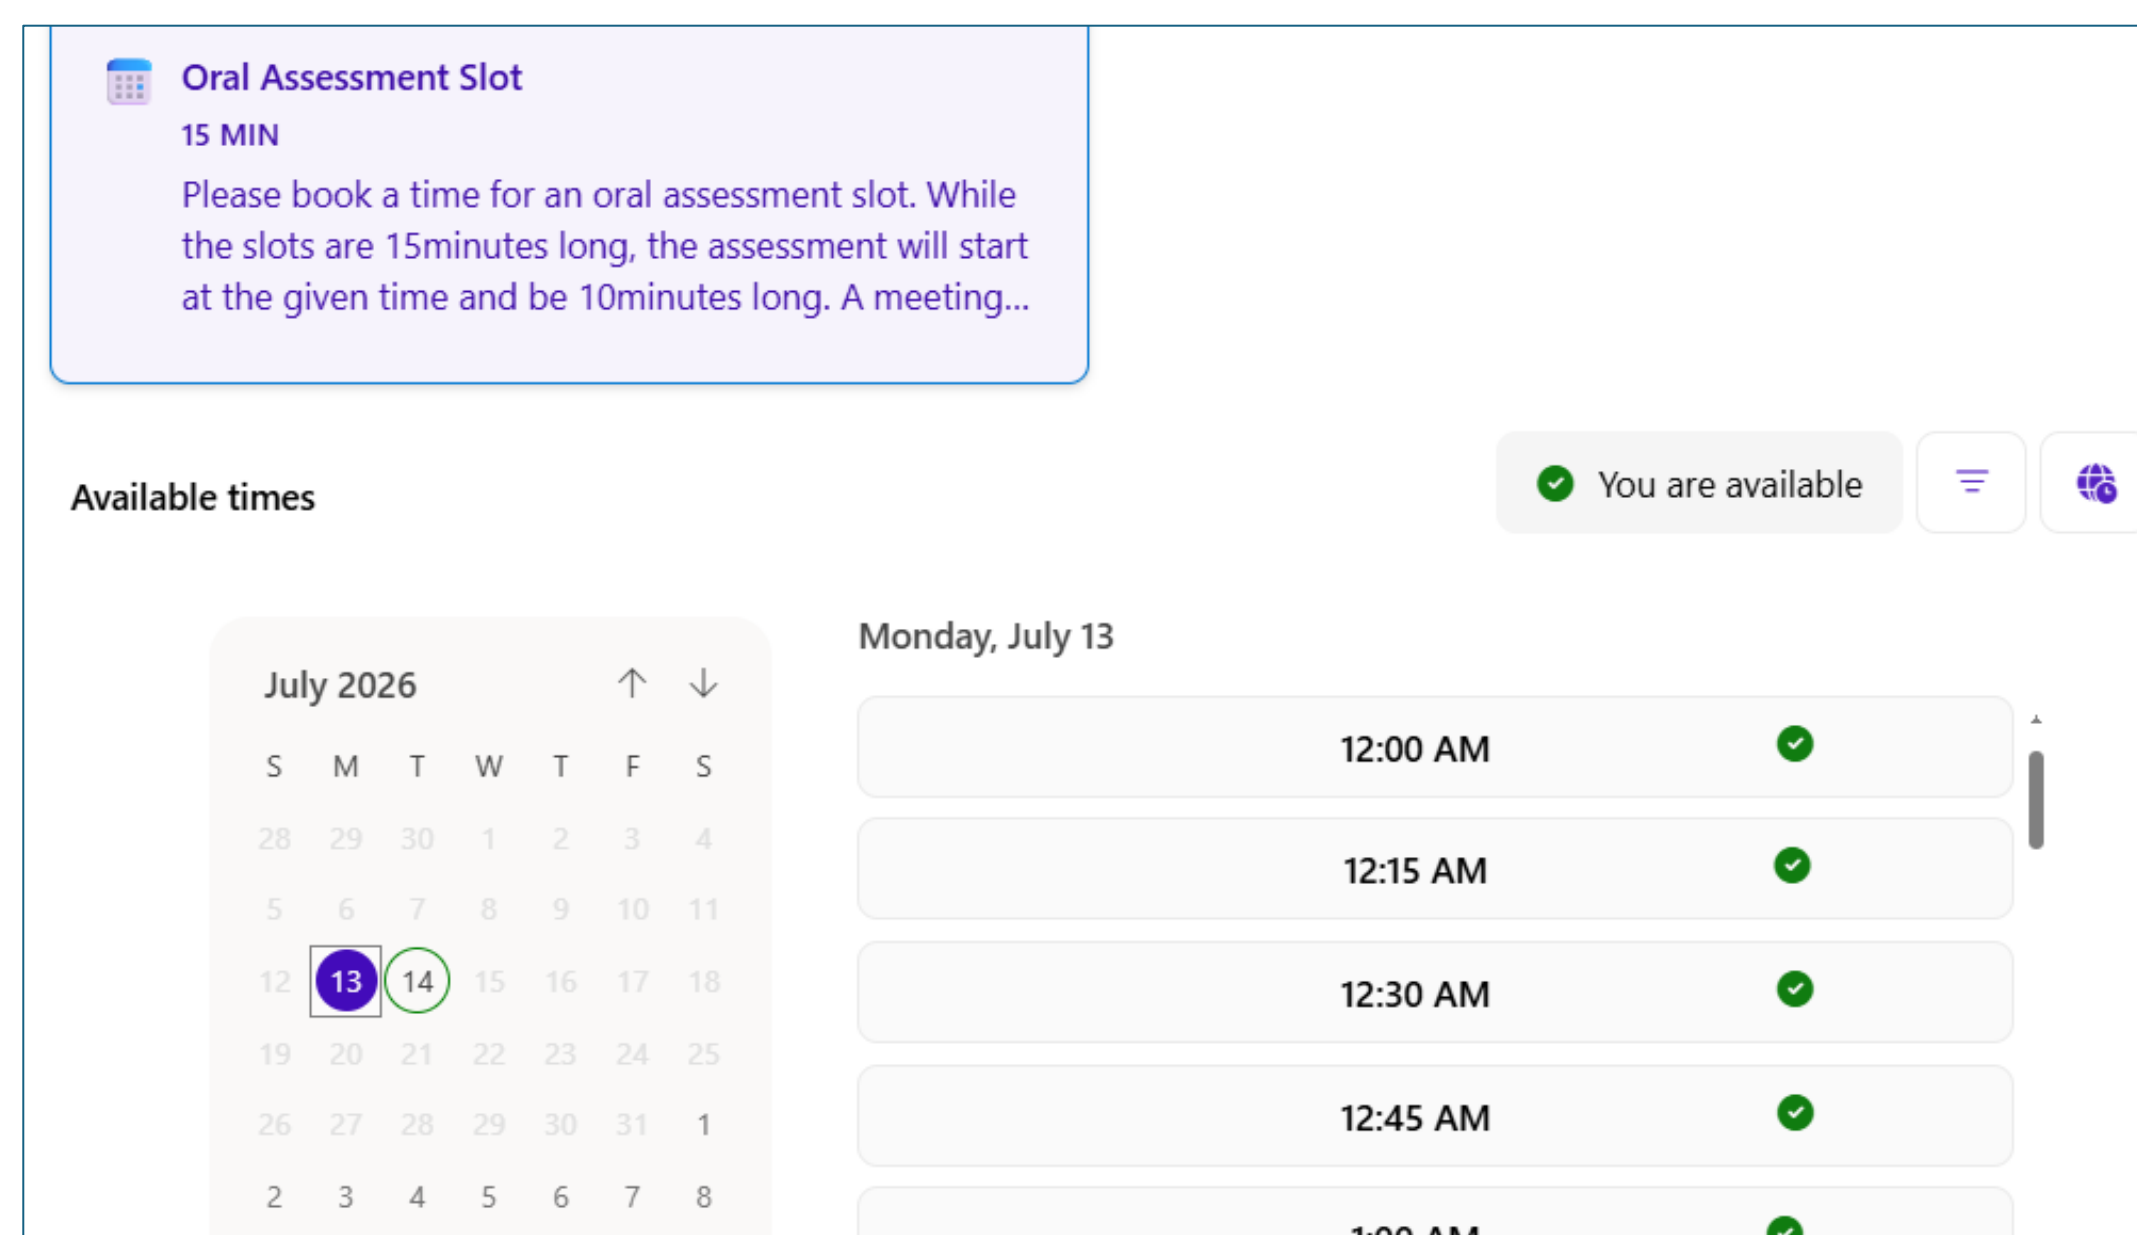 Oral Assessment Slot
15 MIN
Please book a time for an oral assessment slot. While
the slots are 15minutes long, the assessment will start
at the given time and be 10minutes long. A meeting...
You are available
Available times
July 2026
S M T W T F S
28 29 30 1 2 3 4
5 6 7 8 9 10 11
12 13 14 15 16 17 18
19 20 21 22 23 24 25
26 27 28 29 30 31 1
2 3 4 5 6 7 8
Monday, July 13
12:00 AM
12:15 AM
12:30 AM
12:45 AM
1:00 AM